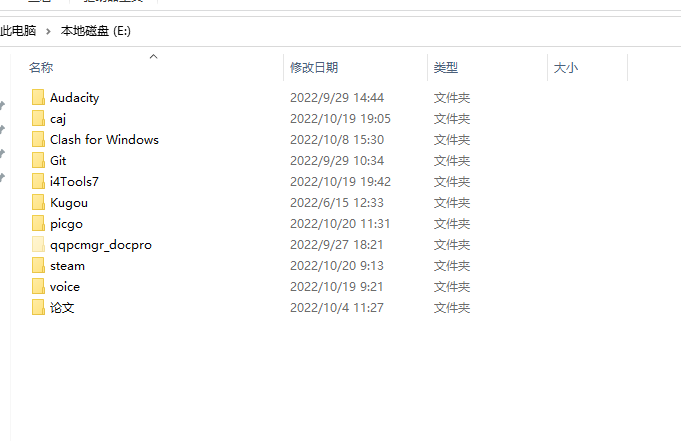 此电脑 > 本地磁盘 (E:)
名称 修改日期 类型 大小
Audacity 2022/9/29 14:44 文件夹
caj 2022/10/19 19:05 文件夹
Clash for Windows 2022/10/8 15:30 文件夹
Git 2022/9/29 10:34 文件夹
i4Tools7 2022/10/19 19:42 文件夹
Kugou 2022/6/15 12:33 文件夹
picgo 2022/10/20 11:31 文件夹
qqpcmgr_docpro 2022/9/27 18:21 文件夹
steam 2022/10/20 9:13 文件夹
voice 2022/10/19 9:21 文件夹
论文 2022/10/4 11:27 文件夹